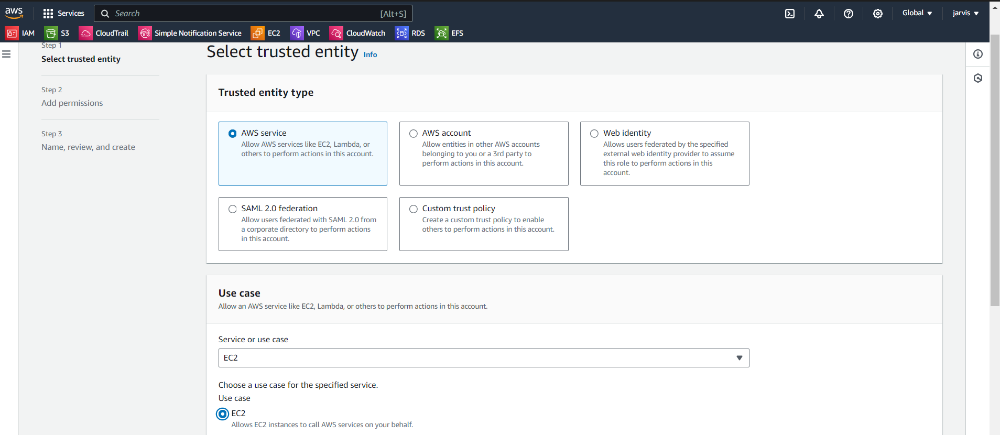 aws
Services
Search
[Alt+S]
Global
jarvis
IAM
S3
CloudTrail
Simple Notification Service
EC2
VPC
CloudWatch
RDS
EFS
Step 1
Select trusted entity
Step 2
Add permissions
Step 3
Name, review, and create
Select trusted entity Info
Trusted entity type
AWS service
Allow AWS services like EC2, Lambda, or
others to perform actions in this account.
AWS account
Allow entities in other AWS accounts
belonging to you or a 3rd party to
perform actions in this account.
Web identity
Allows users federated by the specified
external web identity provider to assume
this role to perform actions in this
account.
SAML 2.0 federation
Allow users federated with SAML 2.0 from
a corporate directory to perform actions
in this account.
Custom trust policy
Create a custom trust policy to enable
others to perform actions in this account.
Use case
Allow an AWS service like EC2, Lambda, or others to perform actions in this account.
Service or use case
EC2
Choose a use case for the specified service.
Use case
EC2
Allows EC2 instances to call AWS services on your behalf.